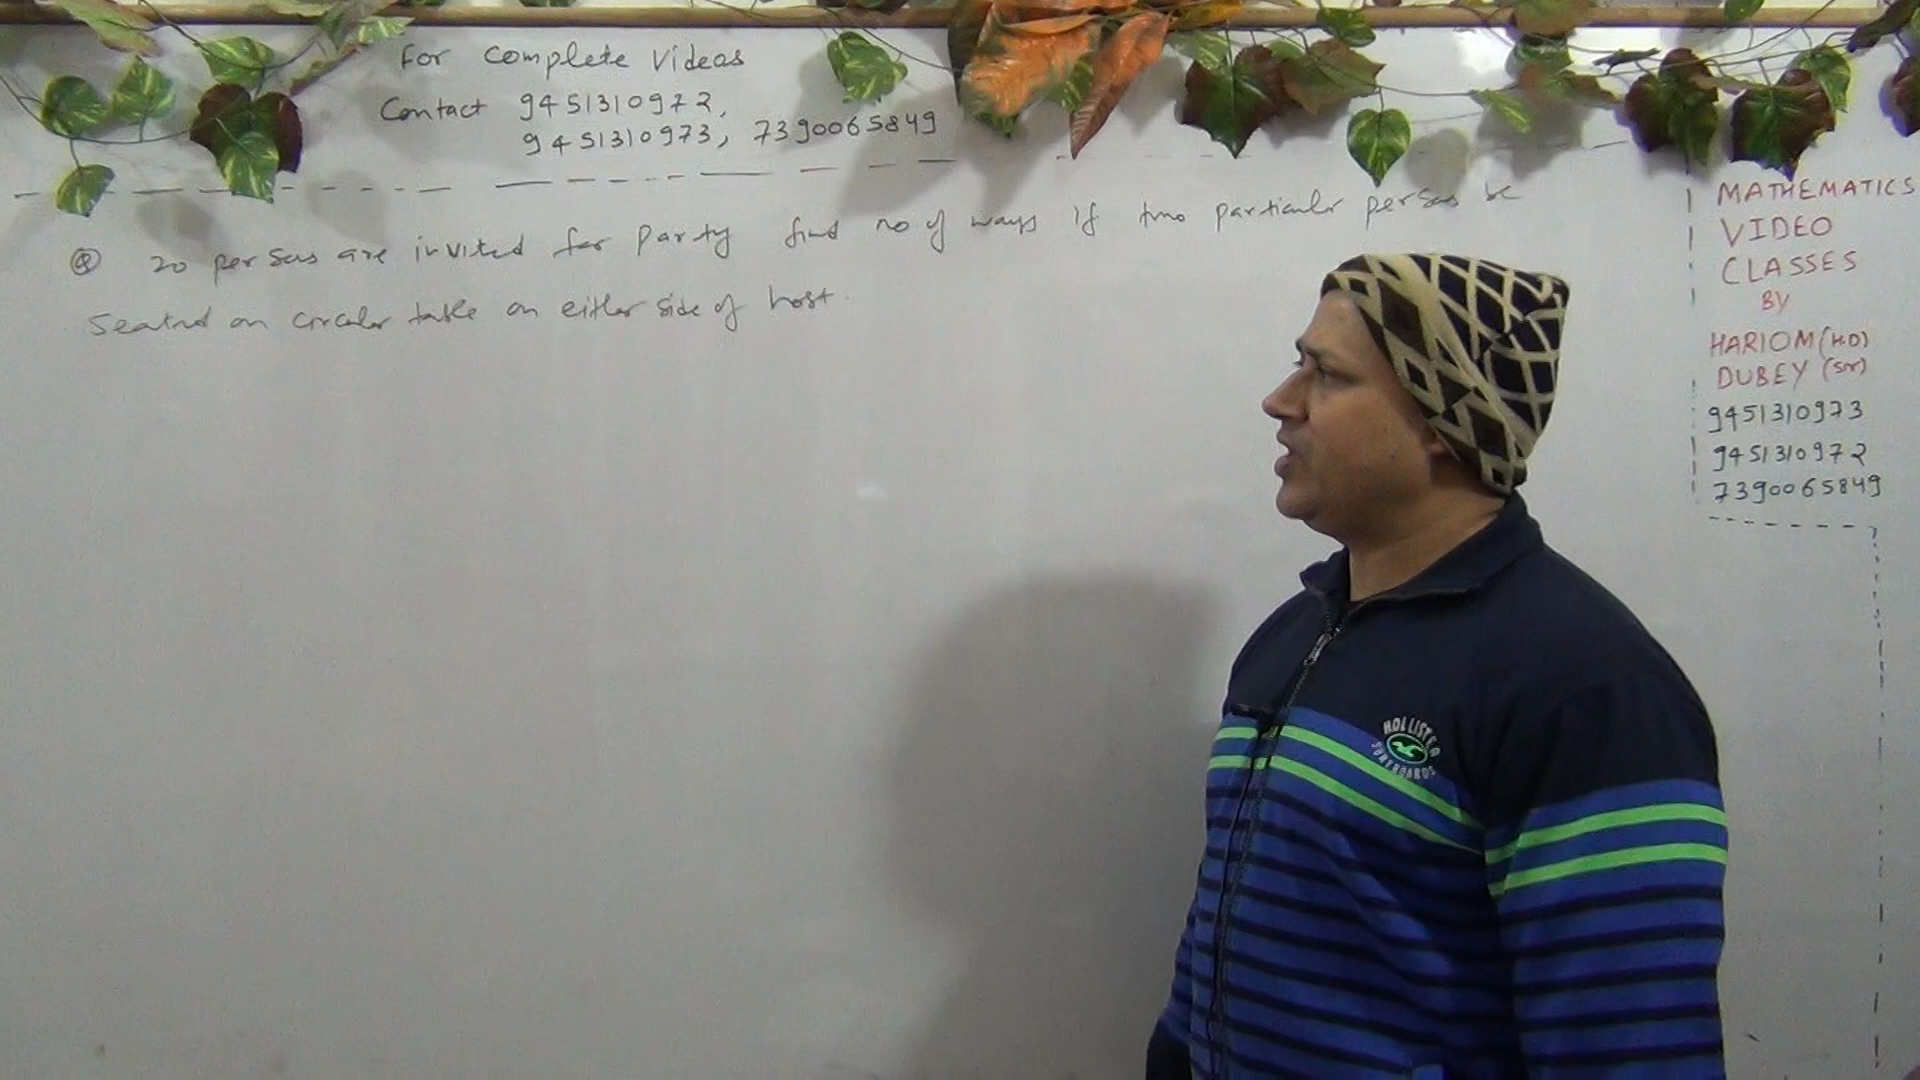 For Complete Videos
Contact 9451310972,
9451310973, 7390065849
Q 20 persons are invited for party find no of ways if two particular persons be
seated on circular table on either side of host.
MATHEMATICS
VIDEO
CLASSES
BY
HARIOM (H.D)
DUBEY (Sir)
9451310973
9451310972
7390065849
HOLLISTER
SURFBOARDS